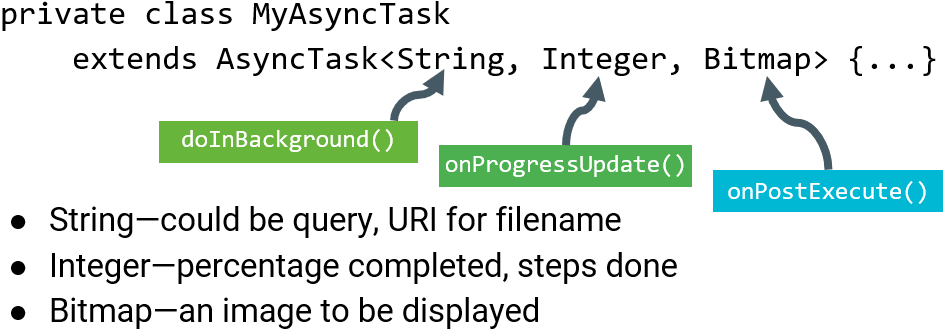 private class MyAsyncTask
extends AsyncTask<String, Integer, Bitmap> {...}
doInBackground()
onProgressUpdate()
onPostExecute()
● String—could be query, URI for filename
● Integer—percentage completed, steps done
● Bitmap—an image to be displayed